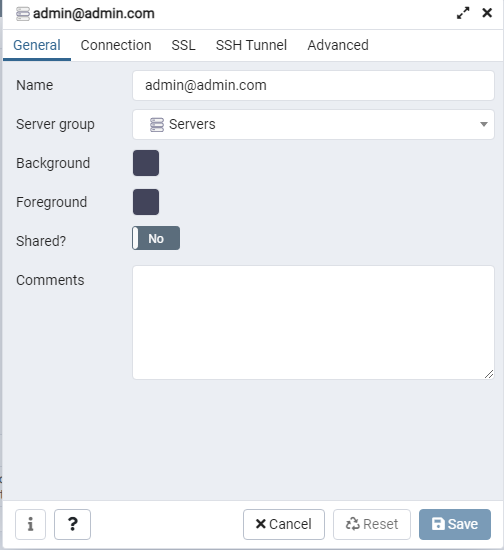 admin@admin.com
General Connection SSL SSH Tunnel Advanced
Name admin@admin.com
Server group Servers
Background
Foreground
Shared? No
Comments
i ? Cancel Reset Save